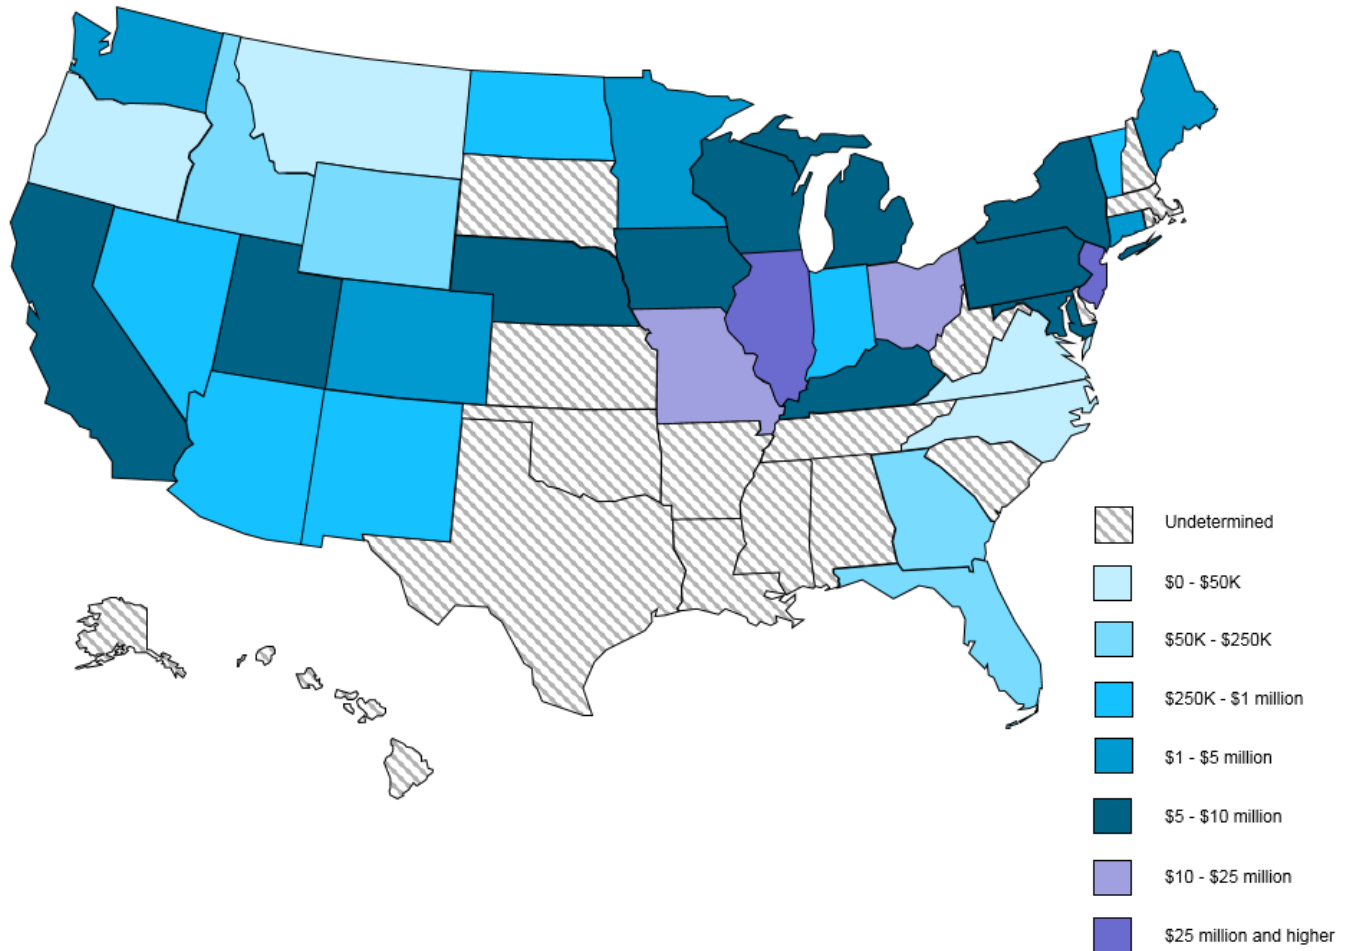 Undetermined
$0 - $50K
$50K - $250K
$250K - $1 million
$1 - $5 million
$5 - $10 million
$10 - $25 million
$25 million and higher